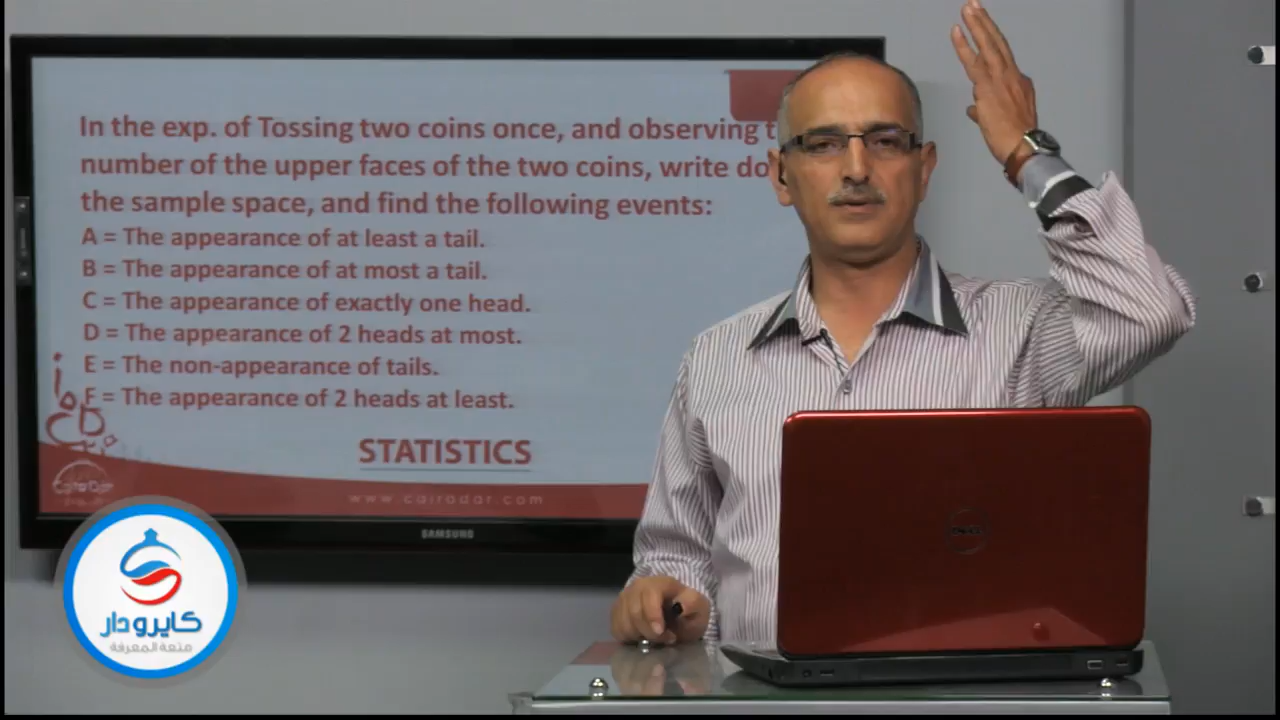 In the exp. of Tossing two coins once, and observing
number of the upper faces of the two coins, write
the sample space, and find the following events:
A = The appearance of at least a tail.
B = The appearance of at most a tail.
C = The appearance of exactly one head.
D = The appearance of 2 heads at most.
E = The non-appearance of tails.
F = The appearance of 2 heads at least.
STATISTICS
CairoDar
www.cairodar.com
SAMSUNG
DELL
كايرودار
متعة المعرفة